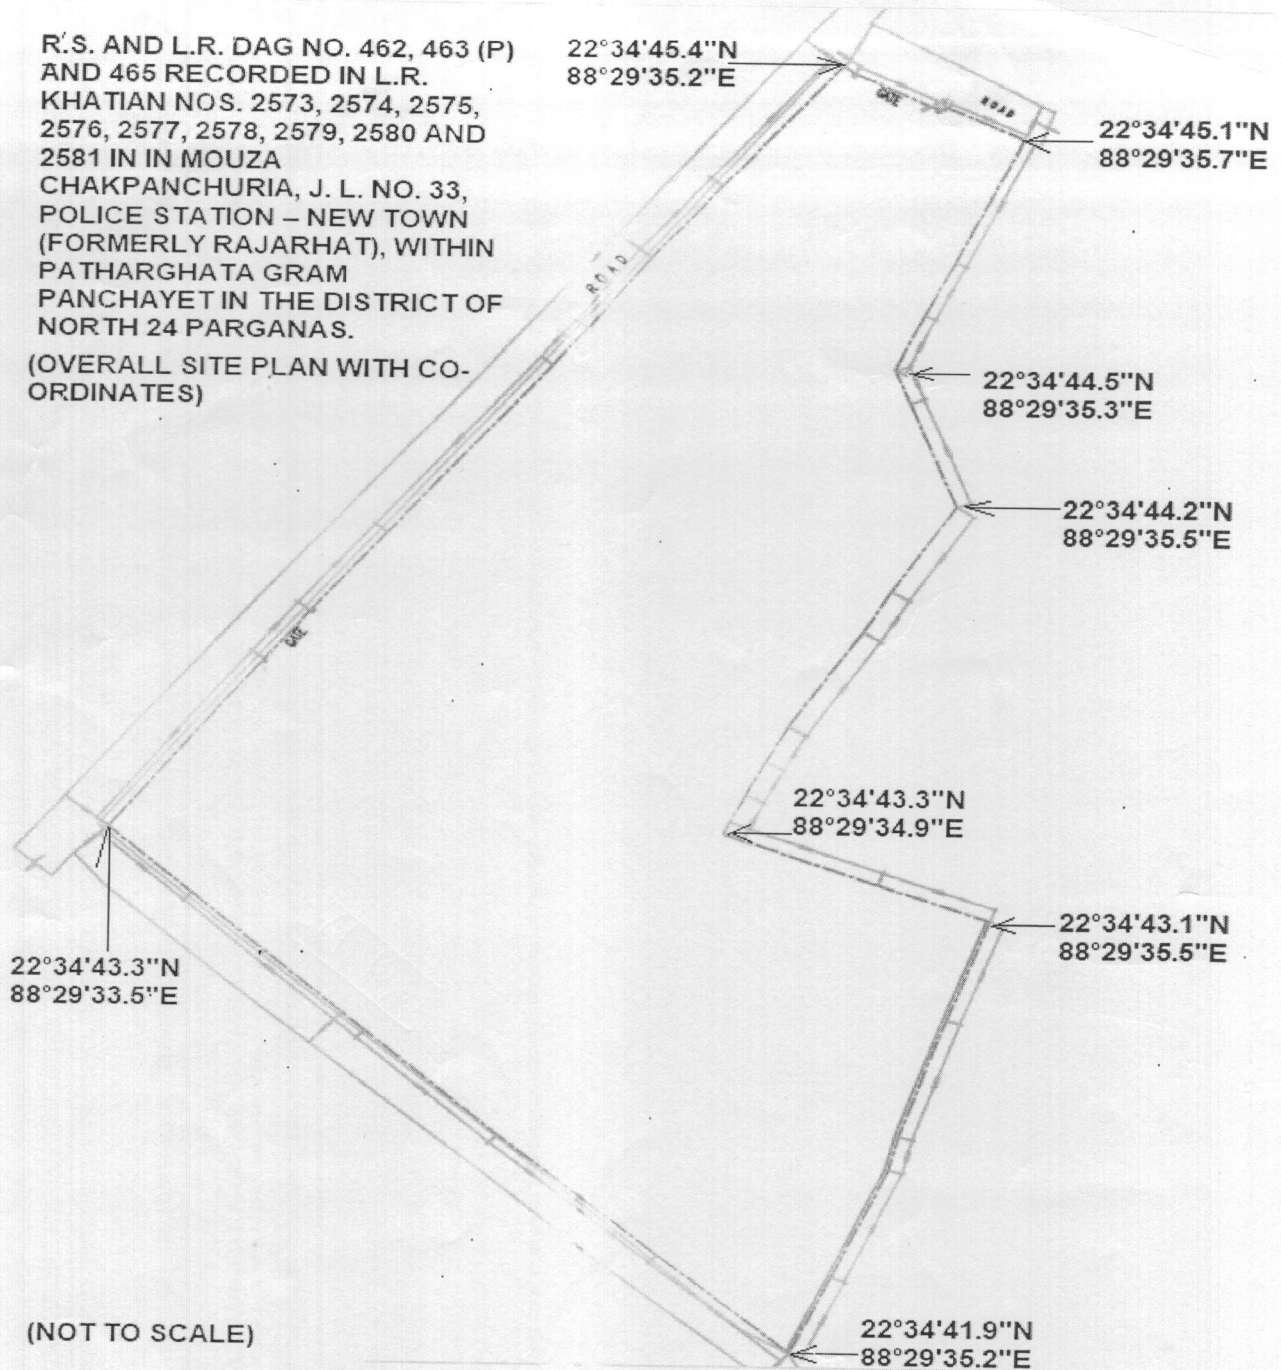 R.S. AND L.R. DAG NO. 462, 463 (P)
AND 465 RECORDED IN L.R.
KHATIAN NOS. 2573, 2574, 2575,
2576, 2577, 2578, 2579, 2580 AND
2581 IN IN MOUZA
CHAKPANCHURIA, J. L. NO. 33,
POLICE STATION – NEW TOWN
(FORMERLY RAJARHAT), WITHIN
PATHARGHATA GRAM
PANCHAYET IN THE DISTRICT OF
NORTH 24 PARGANAS.
(OVERALL SITE PLAN WITH CO-
ORDINATES)
22°34'45.4"N
88°29'35.2"E
GATE
ROAD
22°34'45.1"N
88°29'35.7"E
ROAD
22°34'44.5"N
88°29'35.3"E
22°34'44.2"N
88°29'35.5"E
GATE
22°34'43.3"N
88°29'34.9"E
22°34'43.1"N
88°29'35.5"E
22°34'43.3"N
88°29'33.5"E
(NOT TO SCALE)
22°34'41.9"N
88°29'35.2"E